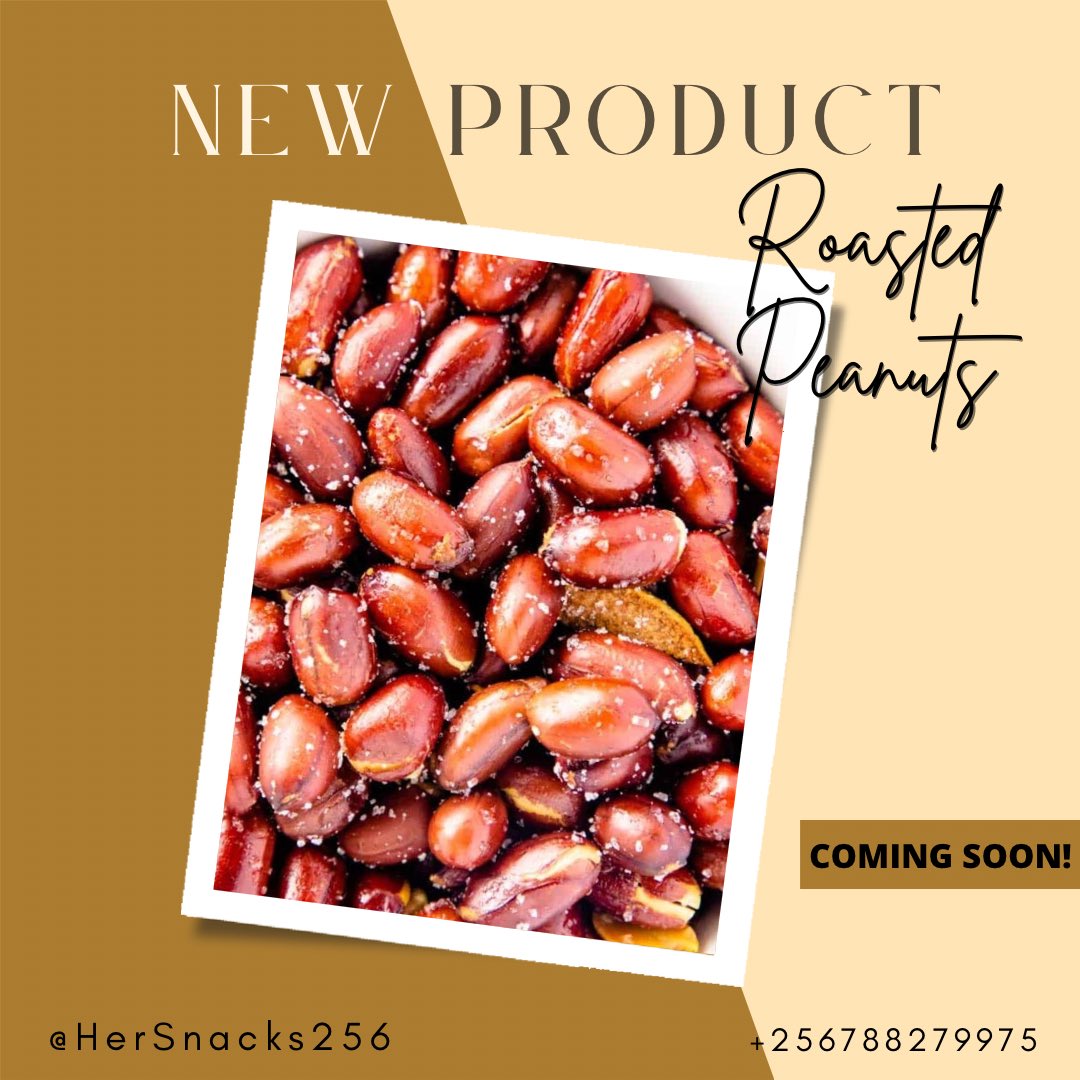 NEW PRODUCT
Roasted
Peanuts
COMING SOON!
@HerSnacks256
+256788279975